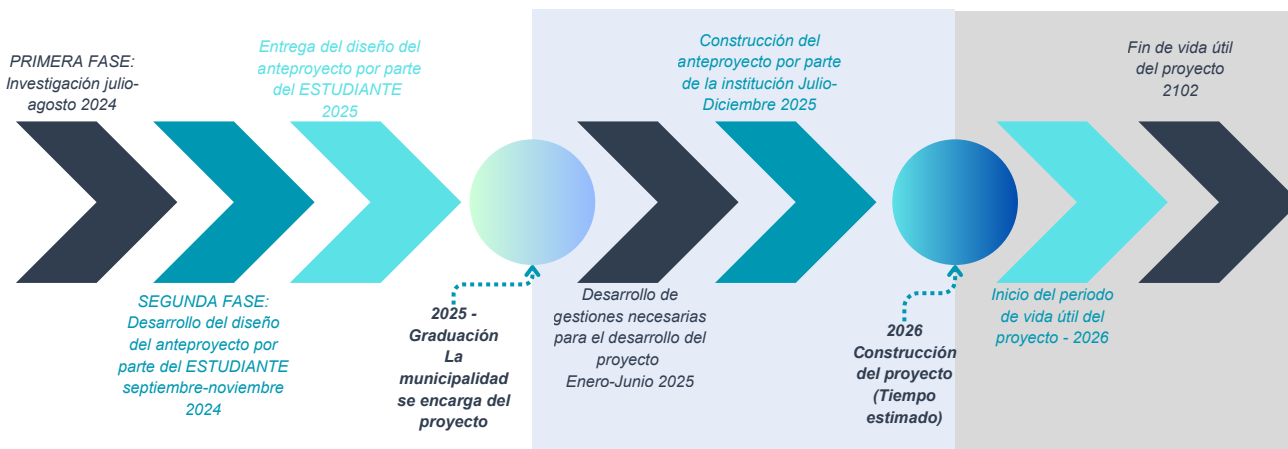 PRIMERA FASE:
Investigación julio-
agosto 2024
SEGUNDA FASE:
Desarrollo del diseño
del anteproyecto por
parte del ESTUDIANTE
septiembre-noviembre
2024
Entrega del diseño del
anteproyecto por parte
del ESTUDIANTE
2025
2025 -
Graduación
La
municipalidad
se encarga del
proyecto
Desarrollo de
gestiones necesarias
para el desarrollo del
proyecto
Enero-Junio 2025
Construcción del
anteproyecto por parte
de la institución Julio-
Diciembre 2025
2026
Construcción
del proyecto
(Tiempo
estimado)
Inicio del periodo
de vida útil del
proyecto - 2026
Fin de vida útil
del proyecto
2102